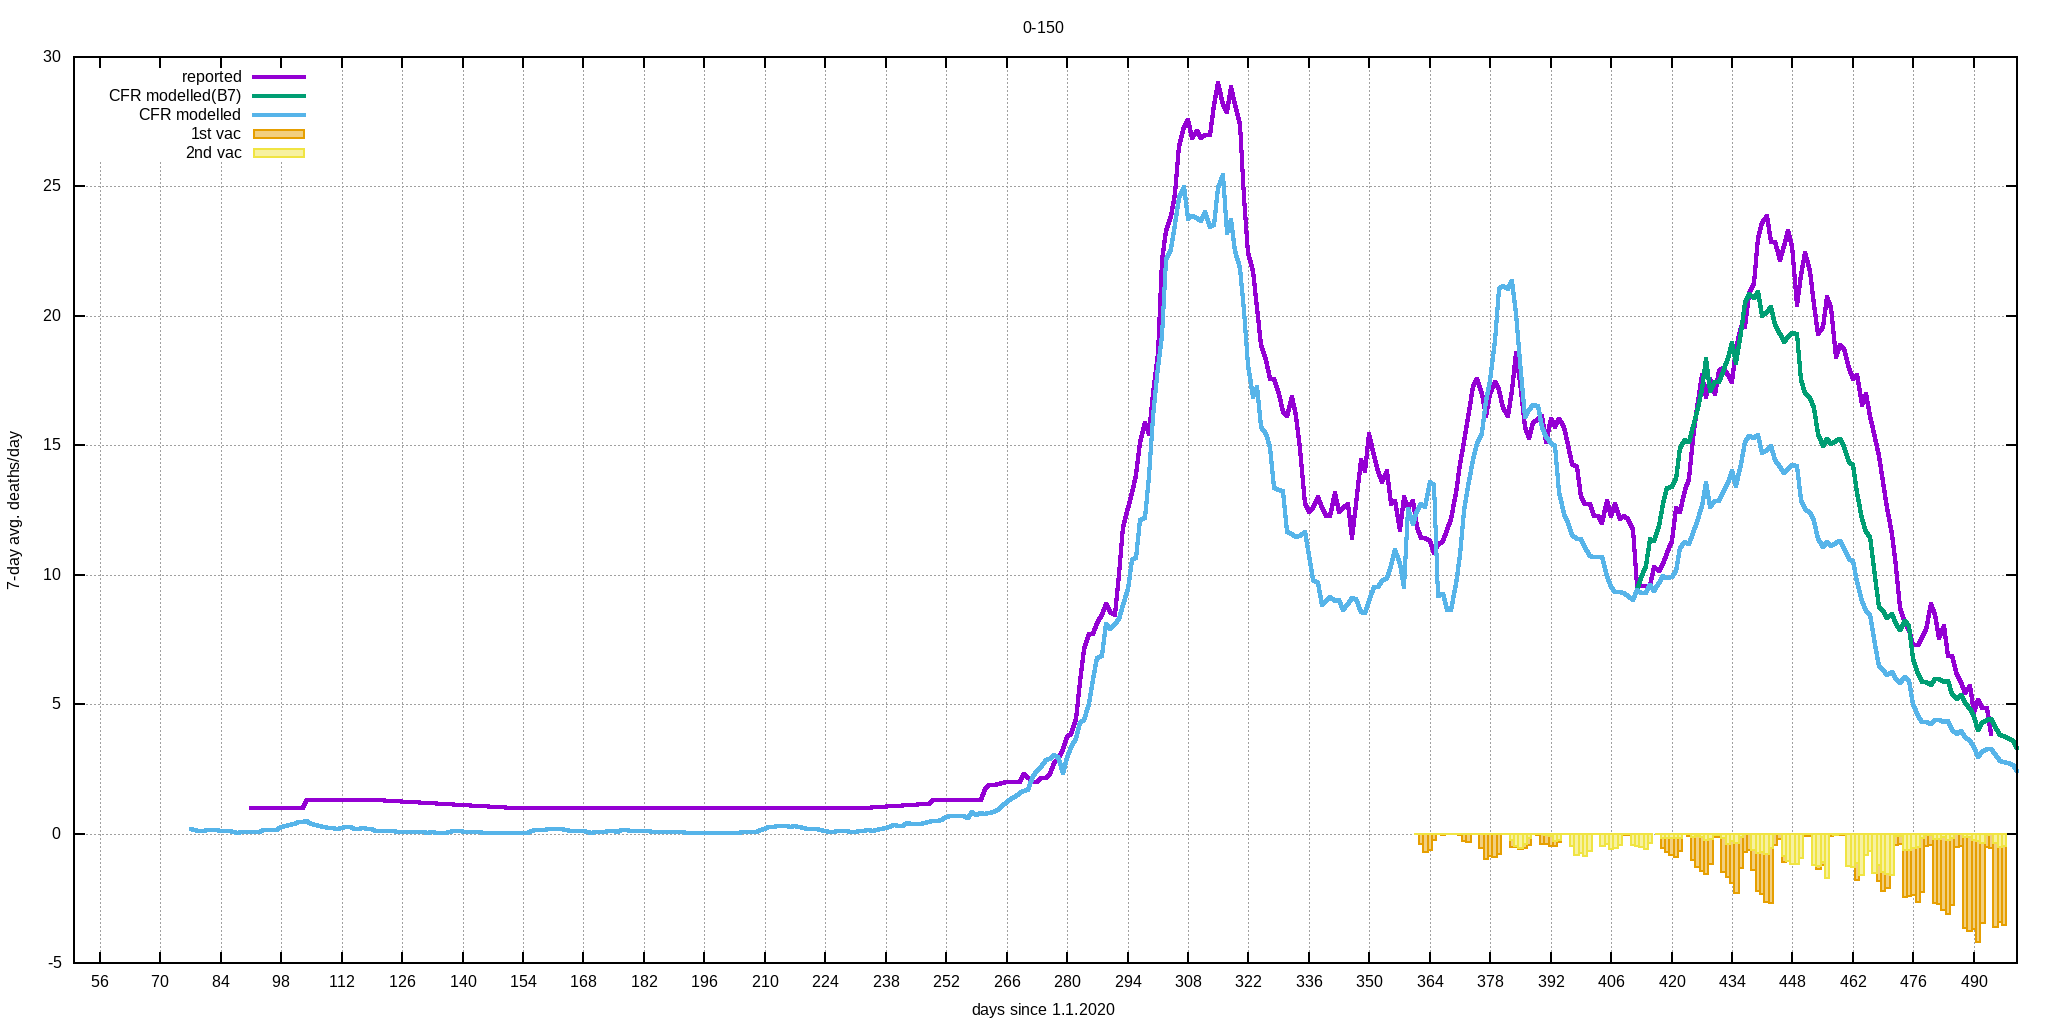 0-150
30
25
20
15
10
5
0
-5
7-day avg. deaths/day
reported
CFR modelled(B7)
CFR modelled
1st vac
2nd vac
56 70 84 98 112 126 140 154 168 182 196 210 224 238 252 266 280 294 308 322 336 350 364 378 392 406 420 434 448 462 476 490
days since 1.1.2020